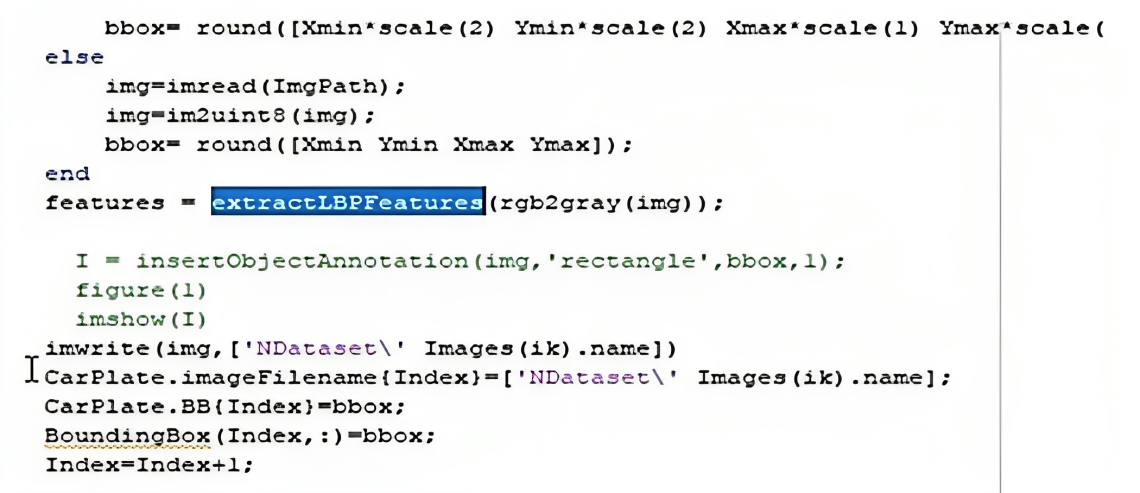 bbox= round([Xmin*scale(2) Ymin*scale(2) Xmax*scale(1) Ymax*scale(
else
img=imread(ImgPath);
img=im2uint8(img);
bbox= round([Xmin Ymin Xmax Ymax]);
end
features = extractLBPFeatures(rgb2gray(img));
I = insertObjectAnnotation(img,'rectangle',bbox,1);
figure(1)
imshow(I)
imwrite(img,['NDataset\' Images(ik).name])
CarPlate.imageFilename{Index}=['NDataset\' Images(ik).name];
CarPlate.BB{Index}=bbox;
BoundingBox(Index,:)=bbox;
Index=Index+1;